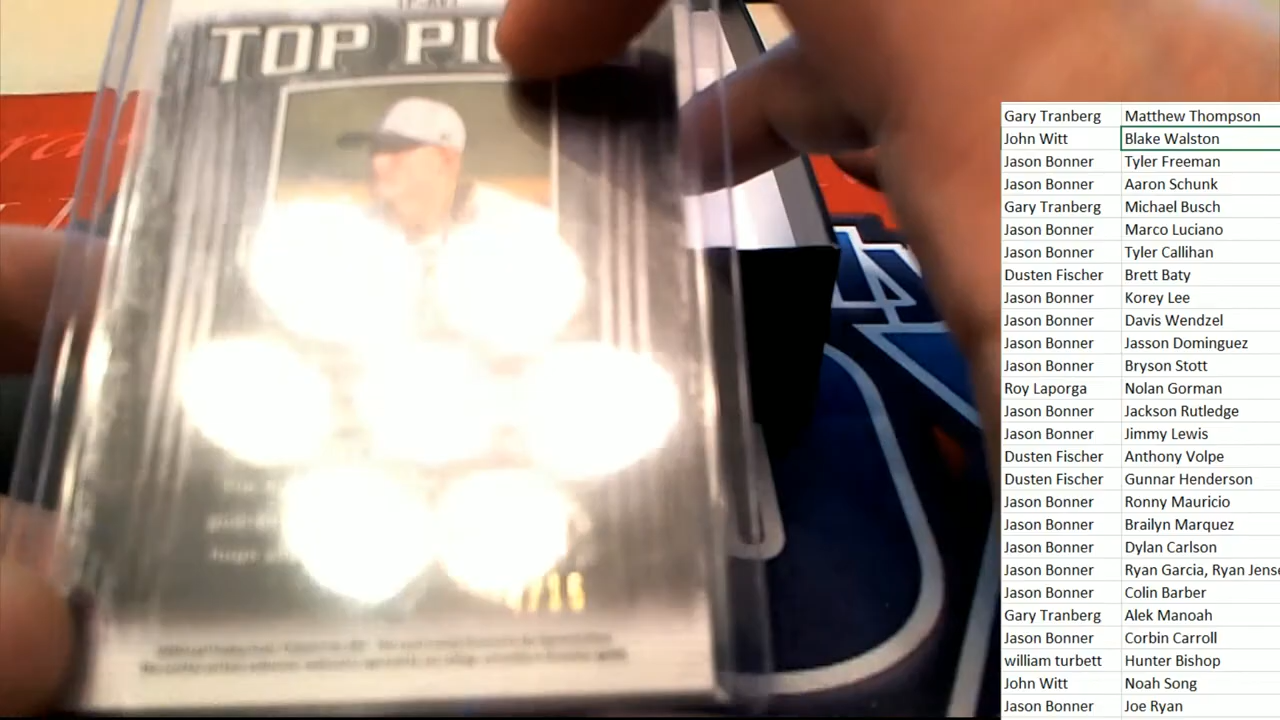 TOP
/16
Gary Tranberg Matthew Thompson
John Witt Blake Walston
Jason Bonner Tyler Freeman
Jason Bonner Aaron Schunk
Gary Tranberg Michael Busch
Jason Bonner Marco Luciano
Jason Bonner Tyler Callihan
Dusten Fischer Brett Baty
Jason Bonner Korey Lee
Jason Bonner Davis Wendzel
Jason Bonner Jasson Dominguez
Jason Bonner Bryson Stott
Roy Laporga Nolan Gorman
Jason Bonner Jackson Rutledge
Jason Bonner Jimmy Lewis
Dusten Fischer Anthony Volpe
Dusten Fischer Gunnar Henderson
Jason Bonner Ronny Mauricio
Jason Bonner Brailyn Marquez
Jason Bonner Dylan Carlson
Jason Bonner Ryan Garcia, Ryan Jense
Jason Bonner Colin Barber
Gary Tranberg Alek Manoah
Jason Bonner Corbin Carroll
william turbett Hunter Bishop
John Witt Noah Song
Jason Bonner Joe Ryan